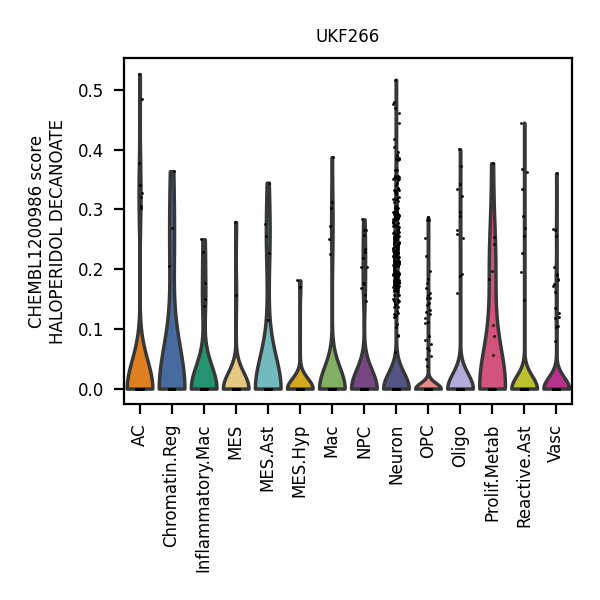 UKF266
CHEMBL1200986 score
HALOPERIDOL DECANOATE
0.5
0.4
0.3
0.2
0.1
0.0
AC
Chromatin.Reg
Inflammatory.Mac
MES
MES.Ast
MES.Hyp
Mac
NPC
Neuron
OPC
Oligo
Prolif.Metab
Reactive.Ast
Vasc